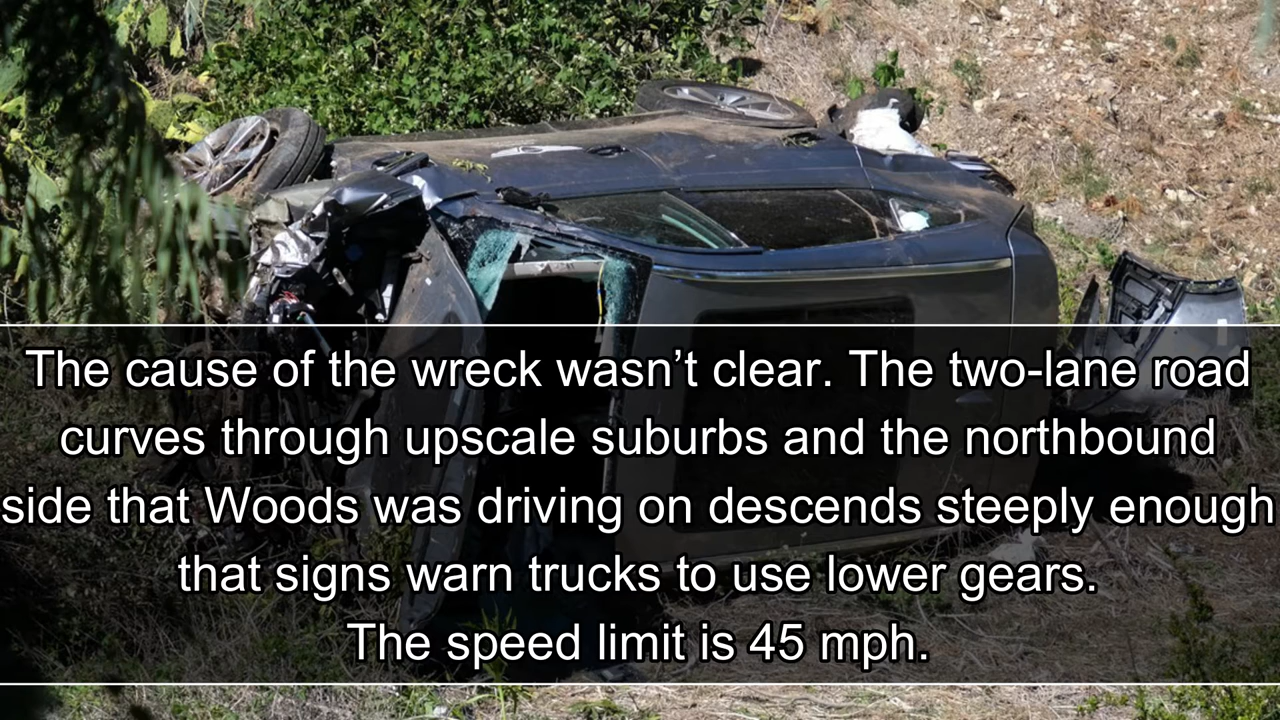 The cause of the wreck wasn’t clear. The two-lane road
curves through upscale suburbs and the northbound
side that Woods was driving on descends steeply enough
that signs warn trucks to use lower gears.
The speed limit is 45 mph.